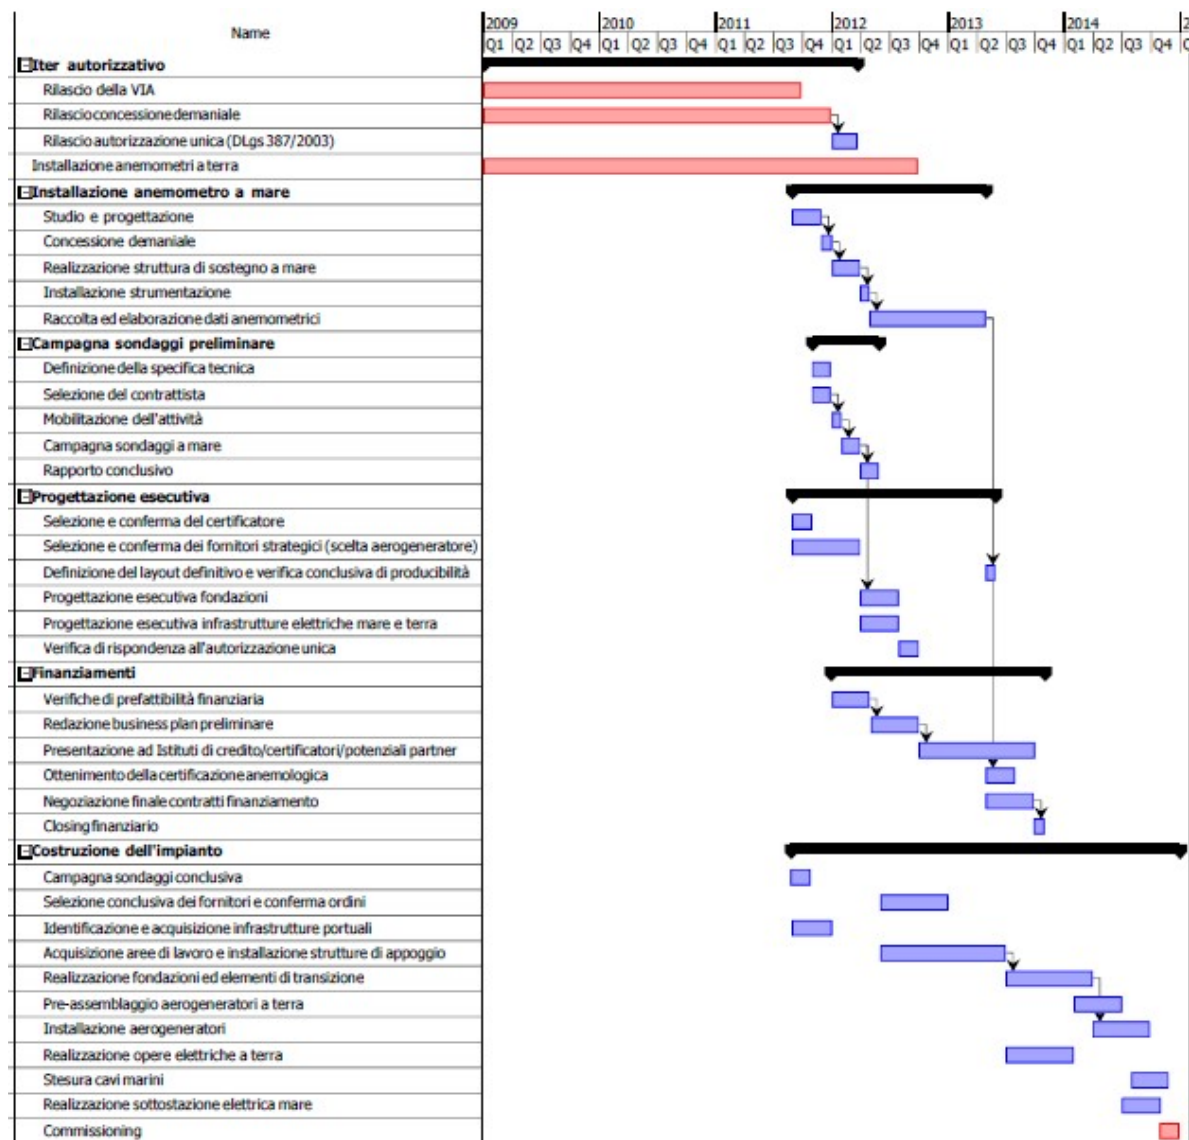 2009 2010 2011 2012 2013 2014 2
Name
Q1 Q2 Q3 Q4 Q1 Q2 Q3 Q4 Q1 Q2 Q3 Q4 Q1 Q2 Q3 Q4 Q1 Q2 Q3 Q4 Q1 Q2 Q3 Q4 Q
Iter autorizzativo
Rilascio della VIA
Rilascio concessione demaniale
Rilascio autorizzazione unica (DLgs 387/2003)
Installazione anemometri a terra
Installazione anemometro a mare
Studio e progettazione
Concessione demaniale
Realizzazione struttura di sostegno a mare
Installazione strumentazione
Raccolta ed elaborazione dati anemometrici
Campagna sondaggi preliminare
Definizione della specifica tecnica
Selezione del contrattista
Mobilitazione dell'attività
Campagna sondaggi a mare
Rapporto conclusivo
Progettazione esecutiva
Selezione e conferma del certificatore
Selezione e conferma dei fornitori strategici (scelta aerogeneratore)
Definizione del layout definitivo e verifica conclusiva di producibilità
Progettazione esecutiva fondazioni
Progettazione esecutiva infrastrutture elettriche mare e terra
Verifica di rispondenza all'autorizzazione unica
Finanziamenti
Verifiche di prefattibilità finanziaria
Redazione business plan preliminare
Presentazione ad Istituti di credito/certificatori/potenziali partner
Ottenimento della certificazione anemologica
Negoziazione finale contratti finanziamento
Closing finanziario
Costruzione dell'impianto
Campagna sondaggi conclusiva
Selezione conclusiva dei fornitori e conferma ordini
Identificazione e acquisizione infrastrutture portuali
Acquisizione aree di lavoro e installazione strutture di appoggio
Realizzazione fondazioni ed elementi di transizione
Pre-assemblaggio aerogeneratori a terra
Installazione aerogeneratori
Realizzazione opere elettriche a terra
Stesura cavi marini
Realizzazione sottostazione elettrica mare
Commissioning